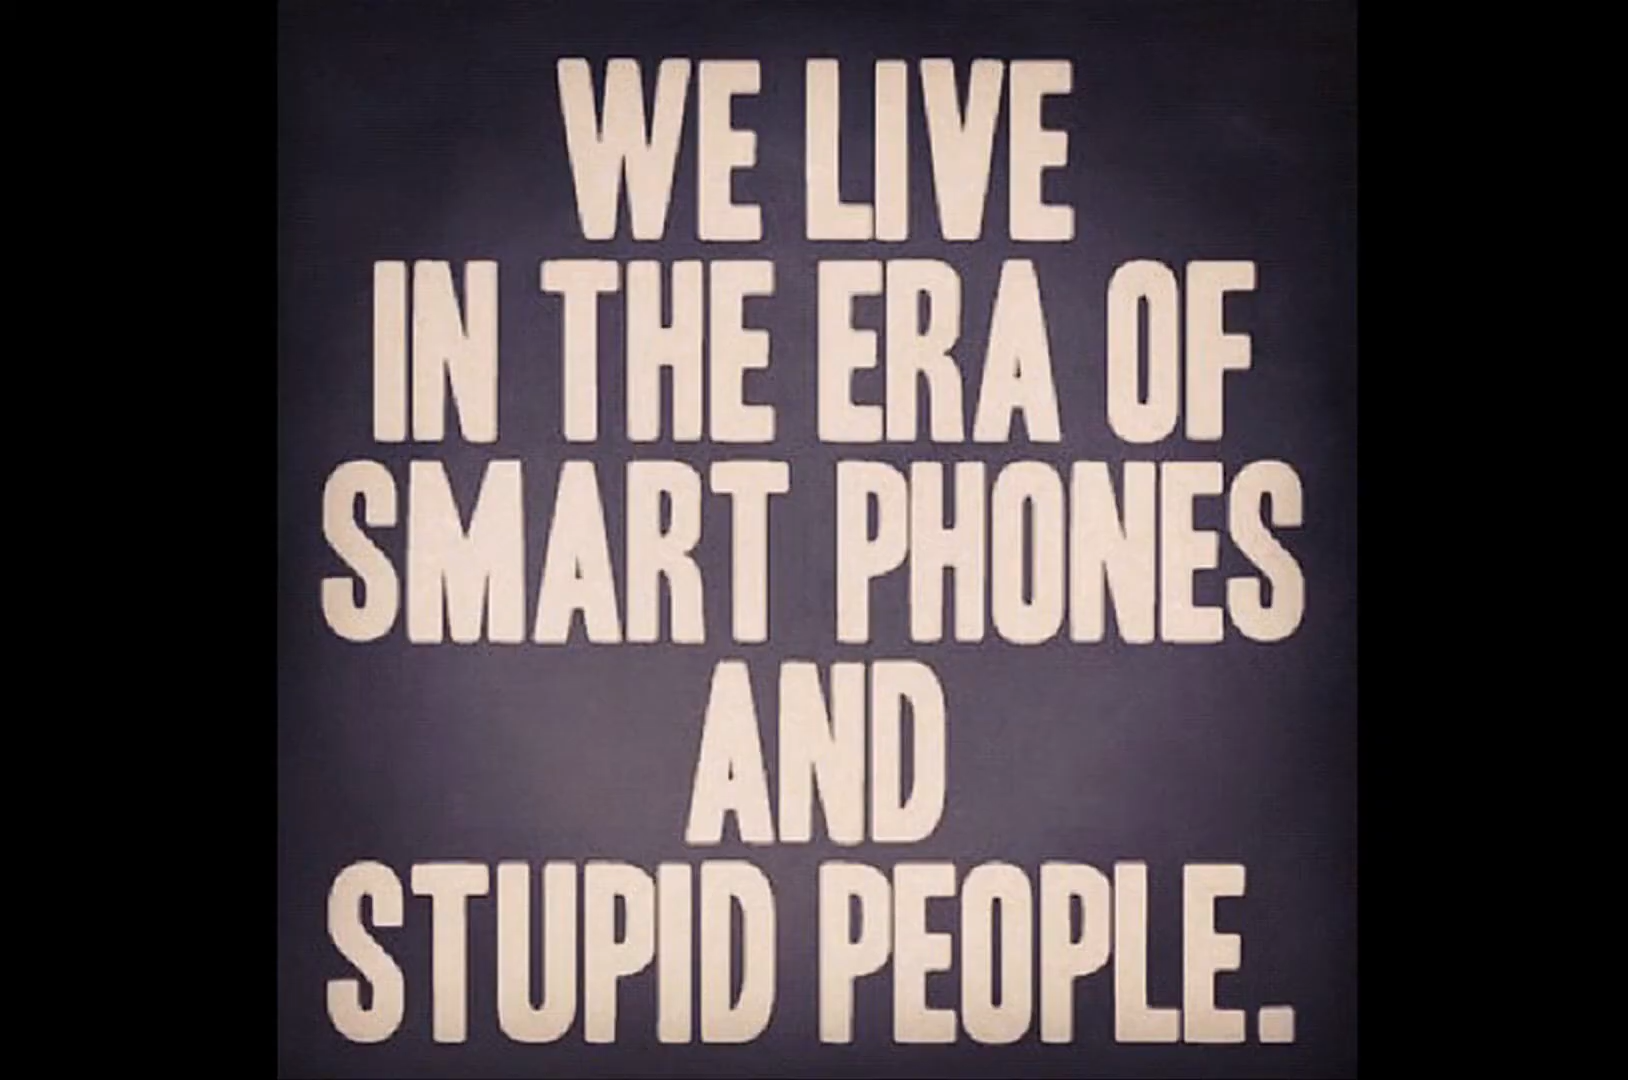 WE LIVE
IN THE ERA OF
SMART PHONES
AND
STUPID PEOPLE.